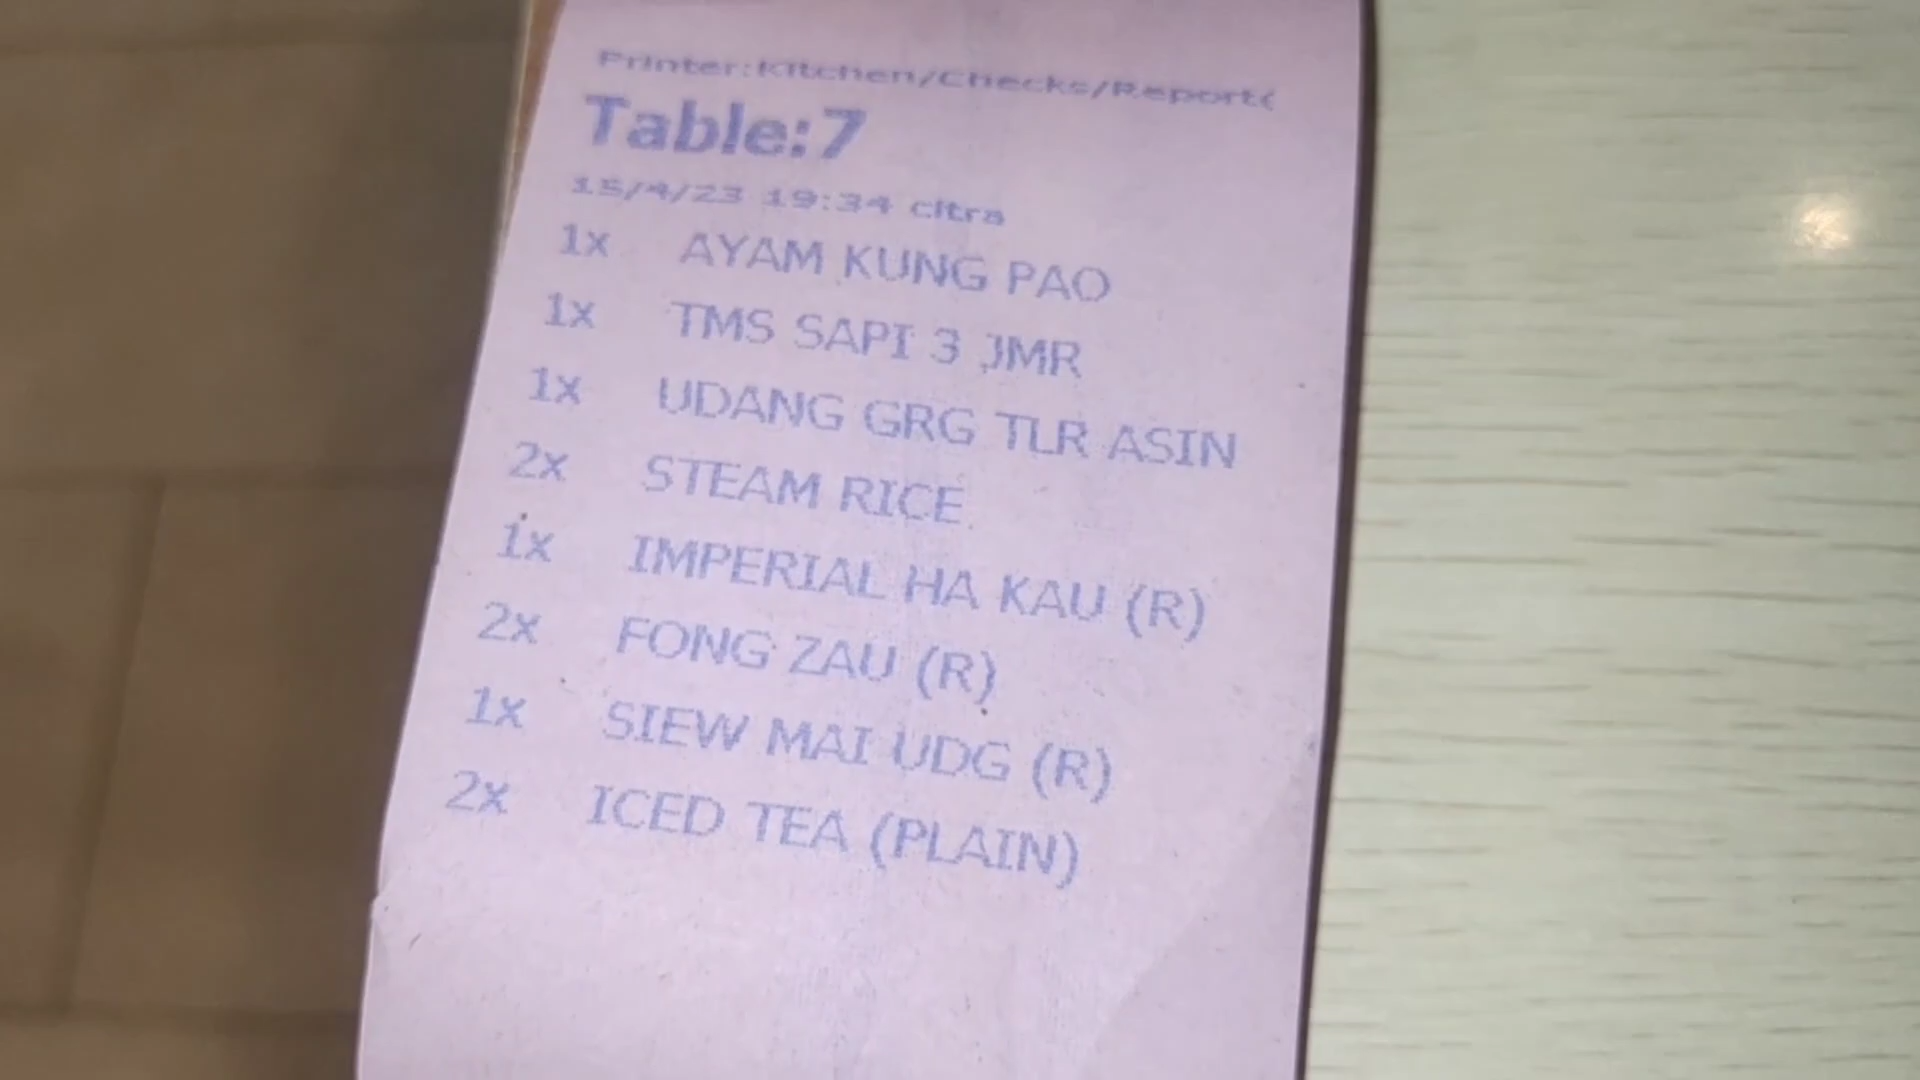 Printer:Kitchen/Checks/Report(
Table:7
15/4/23 19:34 citra
1x AYAM KUNG PAO
1x TMS SAPI 3 JMR
1x UDANG GRG TLR ASIN
2x STEAM RICE
1x IMPERIAL HA KAU (R)
2x FONG ZAU (R)
1x SIEW MAI UDG (R)
2x ICED TEA (PLAIN)